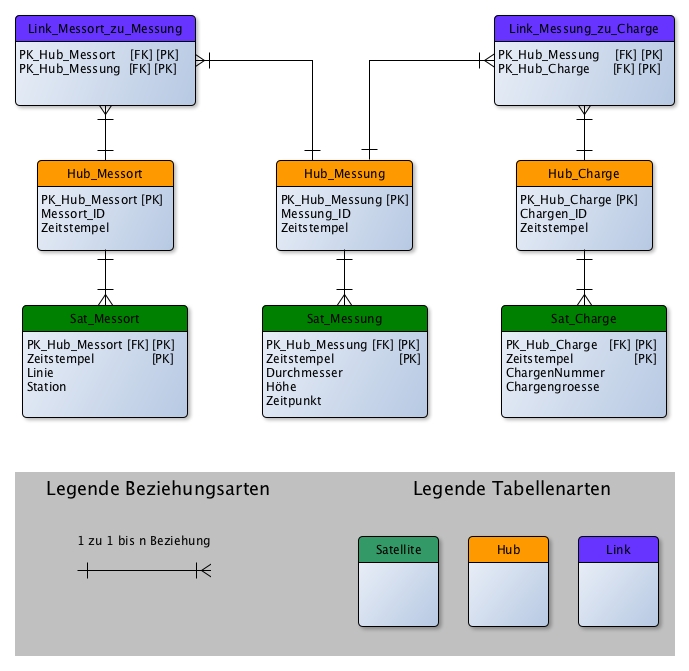 Link_Messort_zu_Messung
PK_Hub_Messort [FK] [PK]
PK_Hub_Messung [FK] [PK]
Link_Messung_zu_Charge
PK_Hub_Messung [FK] [PK]
PK_Hub_Charge [FK] [PK]
Hub_Messort
PK_Hub_Messort [PK]
Messort_ID
Zeitstempel
Hub_Messung
PK_Hub_Messung [PK]
Messung_ID
Zeitstempel
Hub_Charge
PK_Hub_Charge [PK]
Chargen_ID
Zeitstempel
Sat_Messort
PK_Hub_Messort [FK] [PK]
Zeitstempel [PK]
Linie
Station
Sat_Messung
PK_Hub_Messung [FK] [PK]
Zeitstempel [PK]
Durchmesser
Höhe
Zeitpunkt
Sat_Charge
PK_Hub_Charge [FK] [PK]
Zeitstempel [PK]
ChargenNummer
Chargengroesse
Legende Beziehungsarten
1 zu 1 bis n Beziehung
Legende Tabellenarten
Satellite
Hub
Link